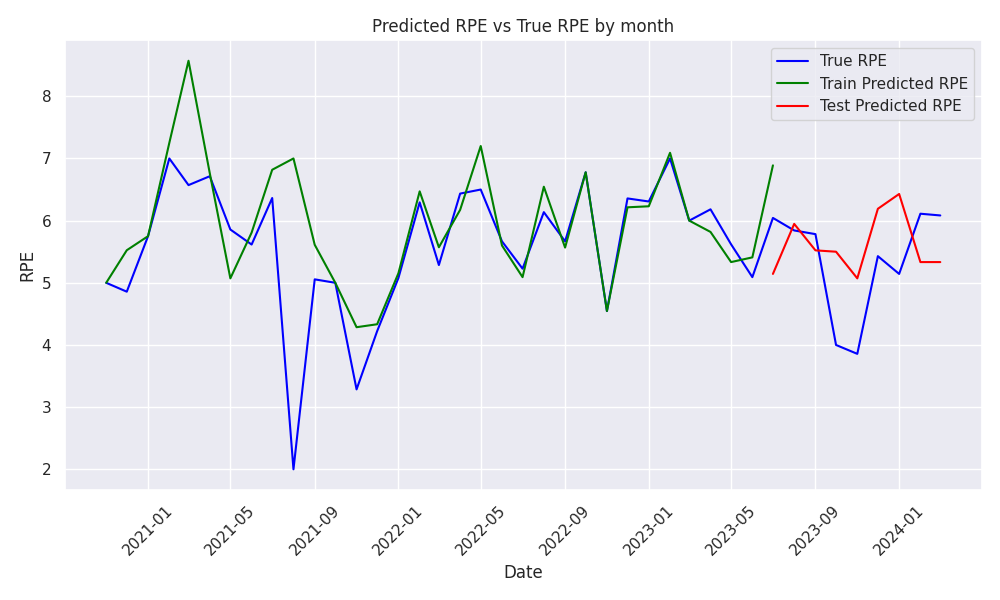 Predicted RPE vs True RPE by month
True RPE
Train Predicted RPE
Test Predicted RPE
RPE
8
7
6
5
4
3
2
2021-01
2021-05
2021-09
2022-01
2022-05
2022-09
2023-01
2023-05
2023-09
2024-01
Date